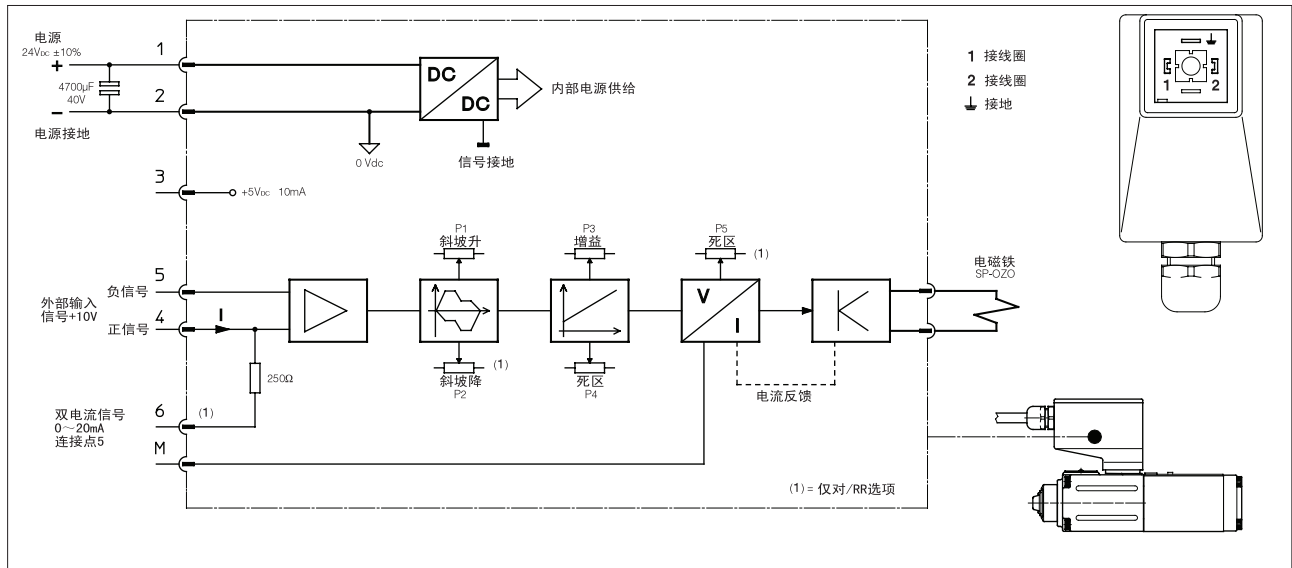 电源
24VDC ±10%
+
4700μF
40V
−
电源接地
1
2
DC
DC
内部电源供给
0 Vdc
信号接地
3
+5VDC 10mA
外部输入
信号+10V
5
负信号
4
正信号
I
250Ω
P1
斜坡升
斜坡降
P2
(1)
P3
增益
死区
P4
P5
死区
(1)
V
I
电流反馈
电磁铁
SP-OZO
双电流信号
0～20mA
连接点5
6
(1)
M
(1) = 仅对/RR选项
1 接线圈
2 接线圈
接地
1
2